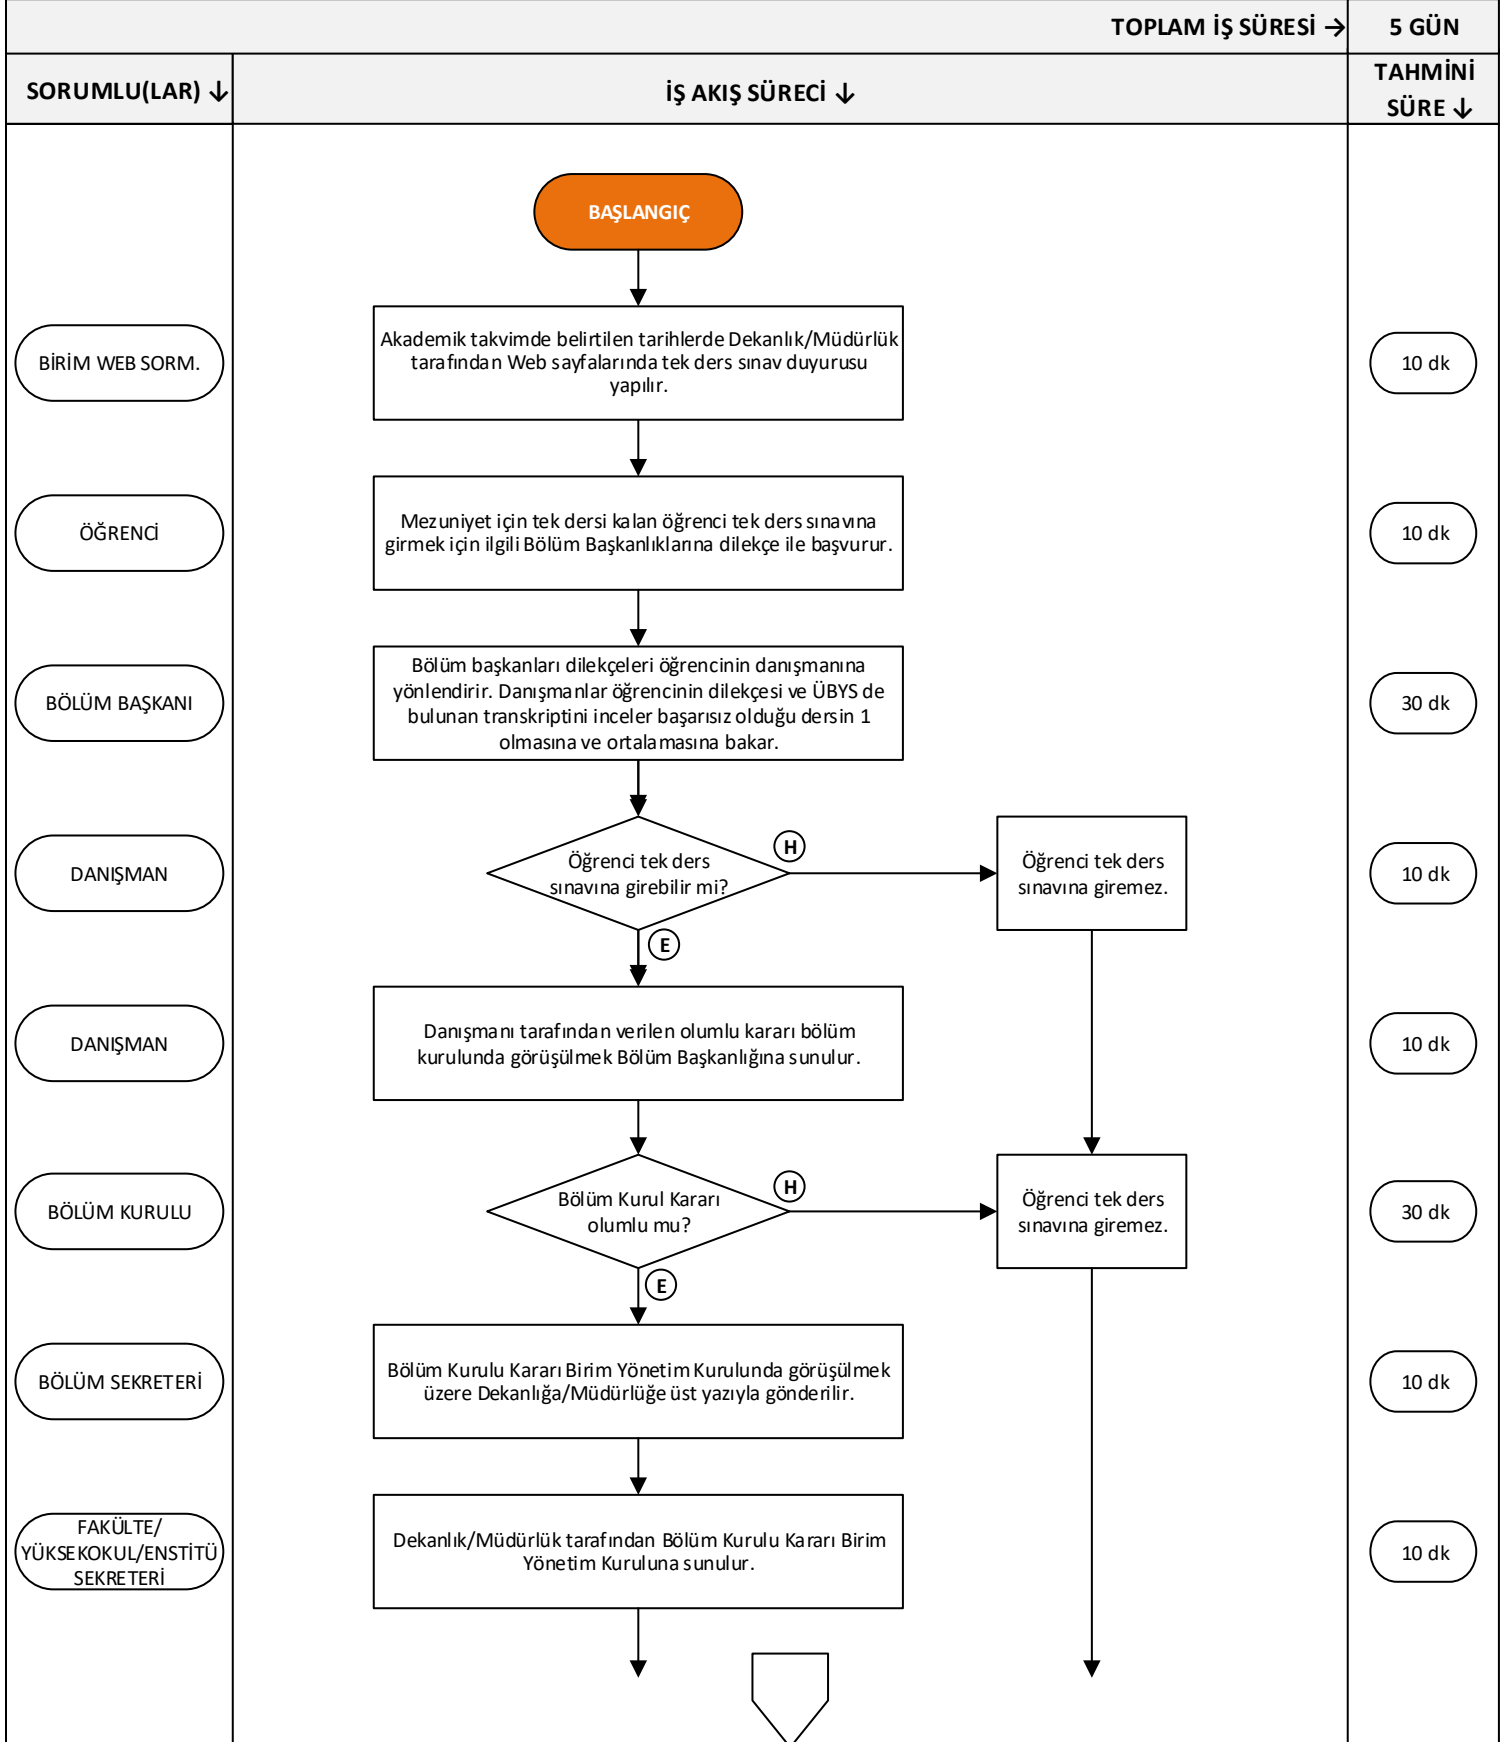 TOPLAM İŞ SÜRESİ →
5 GÜN
SORUMLU(LAR) ↓
İŞ AKIŞ SÜRECİ ↓
TAHMİNİ
SÜRE ↓
BAŞLANGIÇ
BİRİM WEB SORM.
Akademik takvimde belirtilen tarihlerde Dekanlık/Müdürlük
tarafından Web sayfalarında tek ders sınav duyurusu
yapılır.
10 dk
ÖĞRENCİ
Mezuniyet için tek dersi kalan öğrenci tek ders sınavına
girmek için ilgili Bölüm Başkanlıklarına dilekçe ile başvurur.
10 dk
BÖLÜM BAŞKANI
Bölüm başkanları dilekçeleri öğrencinin danışmanına
yönlendirir. Danışmanlar öğrencinin dilekçesi ve ÜBYS de
bulunan transkriptini inceler başarısız olduğu dersin 1
olmasına ve ortalamasına bakar.
30 dk
DANIŞMAN
Öğrenci tek ders
sınavına girebilir mi?
H
Öğrenci tek ders
sınavına giremez.
10 dk
E
DANIŞMAN
Danışmanı tarafından verilen olumlu kararı bölüm
kurulunda görüşülmek Bölüm Başkanlığına sunulur.
10 dk
BÖLÜM KURULU
Bölüm Kurul Kararı
olumlu mu?
H
Öğrenci tek ders
sınavına giremez.
30 dk
E
BÖLÜM SEKRETERİ
Bölüm Kurulu Kararı Birim Yönetim Kurulunda görüşülmek
üzere Dekanlığa/Müdürlüğe üst yazıyla gönderilir.
10 dk
FAKÜLTE/
YÜKSEKOKUL/ENSTİTÜ
SEKRETERİ
Dekanlık/Müdürlük tarafından Bölüm Kurulu Kararı Birim
Yönetim Kuruluna sunulur.
10 dk